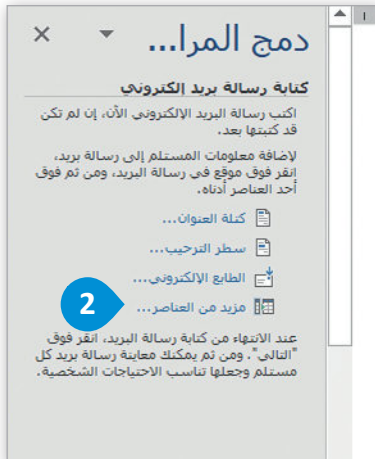 دمج المرا...
كتابة رسالة بريد إلكتروني
اكتب رسالة البريد الإلكتروني الآن، إن لم تكن
قد كتبتها بعد.
لإضافة معلومات المستلم إلى رسالة بريد،
انقر فوق موقع في رسالة البريد، ومن ثم فوق
أحد العناصر أدناه.
كتلة العنوان...
سطر الترحيب...
الطابع الإلكتروني...
مزيد من العناصر...
2
عند الانتهاء من كتابة رسالة البريد، انقر فوق
"التالي". ومن ثم يمكنك معاينة رسالة بريد كل
مستلم وجعلها تناسب الاحتياجات الشخصية.